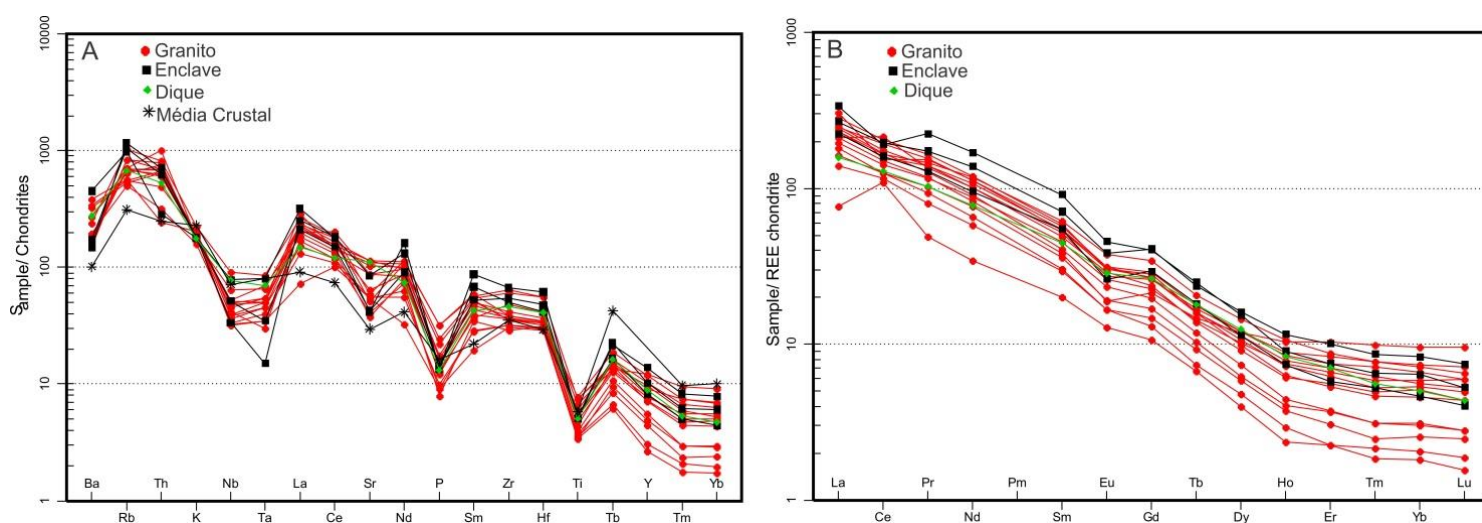 A
Granito
Enclave
Dique
Média Crustal
Sample/ Chondrites
10000
1000
100
10
1
Ba Th Nb La Sr P Zr Ti Y Yb
Rb K Ta Ce Nd Sm Hf Tb Tm
B
Granito
Enclave
Dique
Sample/ REE chondrite
1000
100
10
1
La Pr Pm Eu Tb Ho Tm Lu
Ce Nd Sm Gd Dy Er Yb